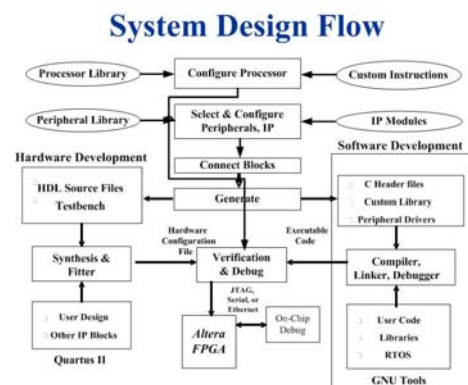 System Design Flow
Processor Library
Configure Processor
Custom Instructions
Peripheral Library
Select & Configure
Peripherals, IP
IP Modules
Connect Blocks
Hardware Development
Software Development
HDL Source Files
Testbench
Generate
C Header files
Custom Library
Peripheral Drivers
Hardware
Configuration
File
Executable
Code
Synthesis &
Fitter
Verification
& Debug
Compiler,
Linker, Debugger
User Design
Other IP Blocks
Quartus II
JTAG,
Serial, or
Ethernet
Altera
FPGA
On-Chip
Debug
User Code
Libraries
RTOS
GNU Tools